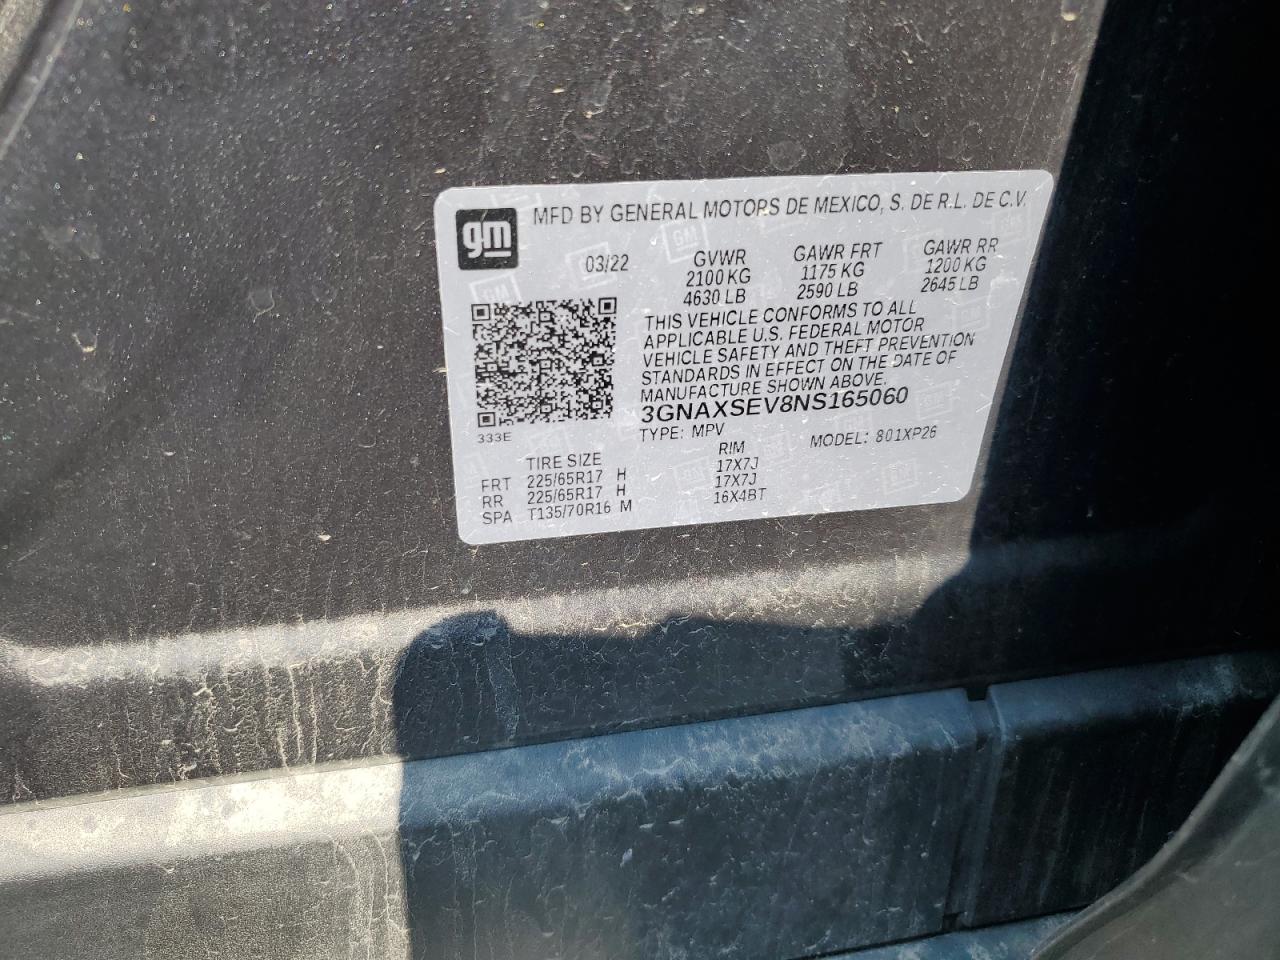 gm
MFD BY GENERAL MOTORS DE MEXICO, S. DE R.L. DE C.V.
03/22 GVWR GAWR FRT GAWR RR
2100 KG 1175 KG 1200 KG
4630 LB 2590 LB 2645 LB
THIS VEHICLE CONFORMS TO ALL
APPLICABLE U.S. FEDERAL MOTOR
VEHICLE SAFETY AND THEFT PREVENTION
STANDARDS IN EFFECT ON THE DATE OF
MANUFACTURE SHOWN ABOVE.
3GNAXSEV8NS165060
333E TYPE: MPV MODEL: 801XP26
TIRE SIZE RIM
FRT 225/65R17 H 17X7J
RR 225/65R17 H 17X7J
SPA T135/70R16 M 16X4BT